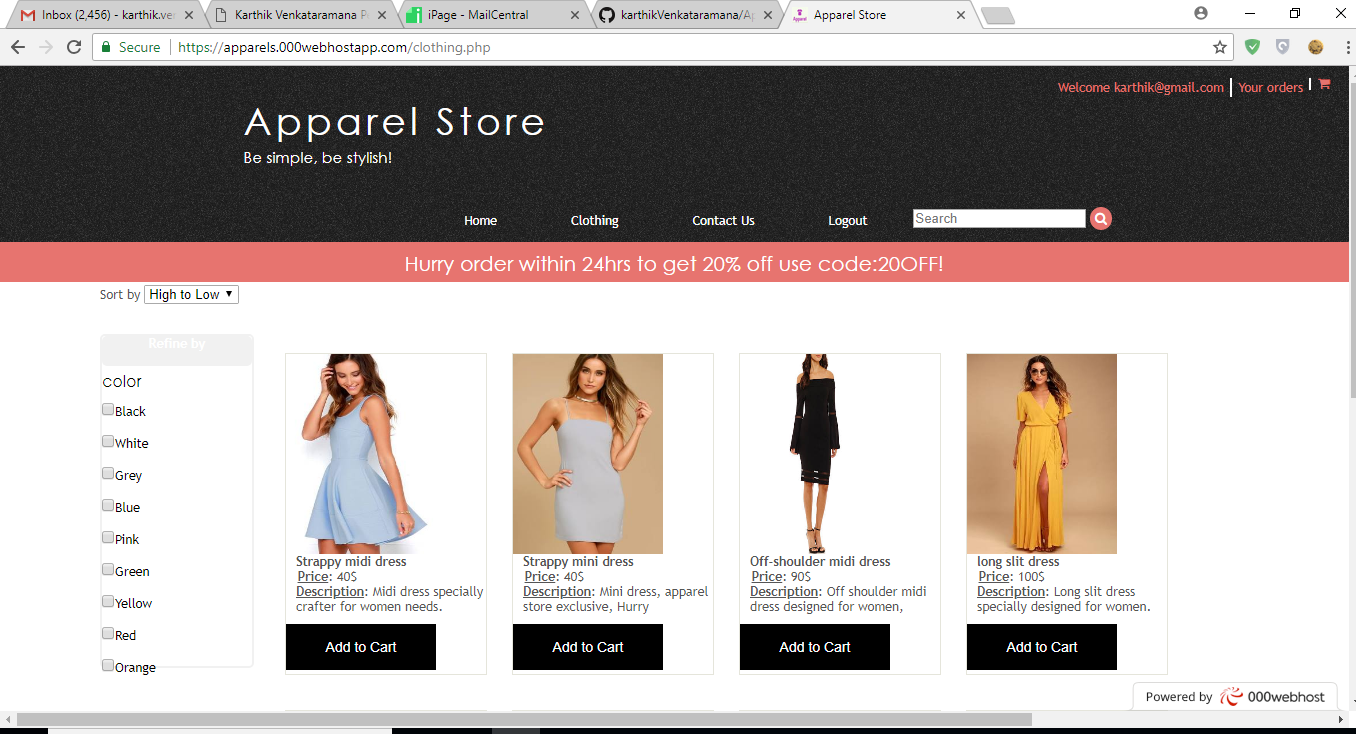 Inbox (2,456) - karthik.ver
Karthik Venkataramana P
iPage - MailCentral
karthikVenkataramana/A
Apparel Store
Secure
https://apparels.000webhostapp.com/clothing.php
Welcome karthik@gmail.com
Your orders
Apparel Store
Be simple, be stylish!
Home
Clothing
Contact Us
Logout
Search
Hurry order within 24hrs to get 20% off use code:20OFF!
Sort by High to Low
Refine by
color
Black
White
Grey
Blue
Pink
Green
Yellow
Red
Orange
Strappy midi dress
Price: 40$
Description: Midi dress specially
crafter for women needs.
Add to Cart
Strappy mini dress
Price: 40$
Description: Mini dress, apparel
store exclusive, Hurry
Add to Cart
Off-shoulder midi dress
Price: 90$
Description: Off shoulder midi
dress designed for women,
Add to Cart
long slit dress
Price: 100$
Description: Long slit dress
specially designed for women.
Add to Cart
Powered by 000webhost